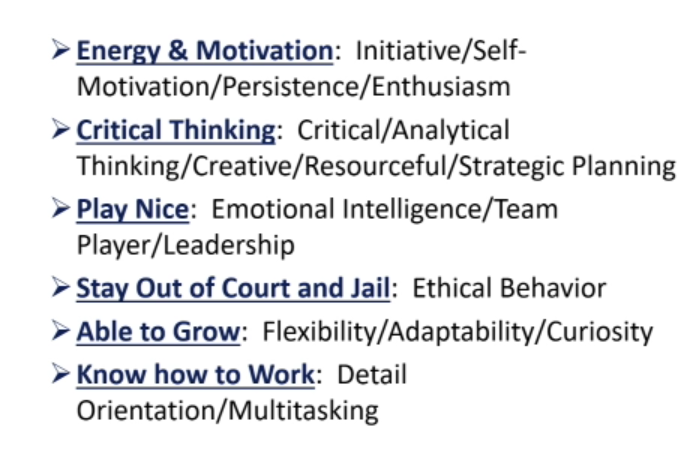 ➢ Energy & Motivation: Initiative/Self-
Motivation/Persistence/Enthusiasm
➢ Critical Thinking: Critical/Analytical
Thinking/Creative/Resourceful/Strategic Planning
➢ Play Nice: Emotional Intelligence/Team
Player/Leadership
➢ Stay Out of Court and Jail: Ethical Behavior
➢ Able to Grow: Flexibility/Adaptability/Curiosity
➢ Know how to Work: Detail
Orientation/Multitasking